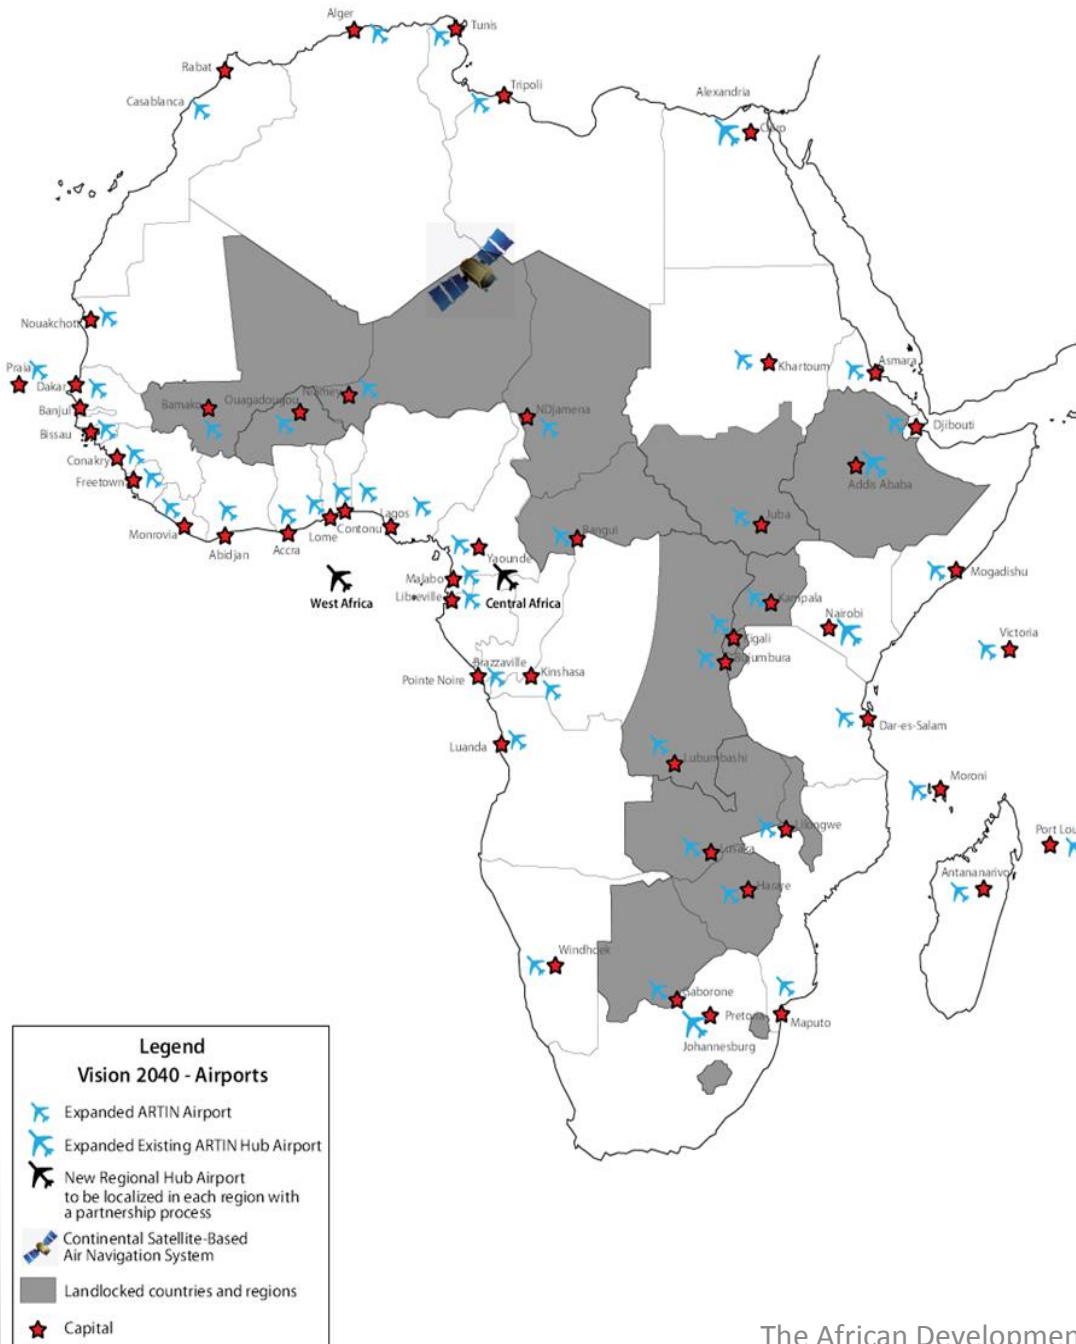 Alger
Tunis
Rabat
Casablanca
Tripoli
Alexandria
Cairo
Nouakchott
Praia
Dakar
Banjul
Bissau
Conakry
Freetown
Monrovia
Abidjan
Accra
Lome
Contonu
Lagos
Bamako
Ouagadougou
Niamey
NDjamena
Khartoum
Asmara
Djibouti
Addis Ababa
Juba
Bangui
Yaounde
Malabo
Libreville
West Africa
Central Africa
Mogadishu
Kampala
Nairobi
Kigali
Bujumbura
Victoria
Brazzaville
Kinshasa
Pointe Noire
Dar-es-Salam
Luanda
Lubumbashi
Moroni
Lilongwe
Port Lou
Lusaka
Antananarivo
Harare
Windhoek
Gaborone
Pretoria
Maputo
Johannesburg
Legend
Vision 2040 - Airports
Expanded ARTIN Airport
Expanded Existing ARTIN Hub Airport
New Regional Hub Airport
to be localized in each region with
a partnership process
Continental Satellite-Based
Air Navigation System
Landlocked countries and regions
Capital
The African Developmen